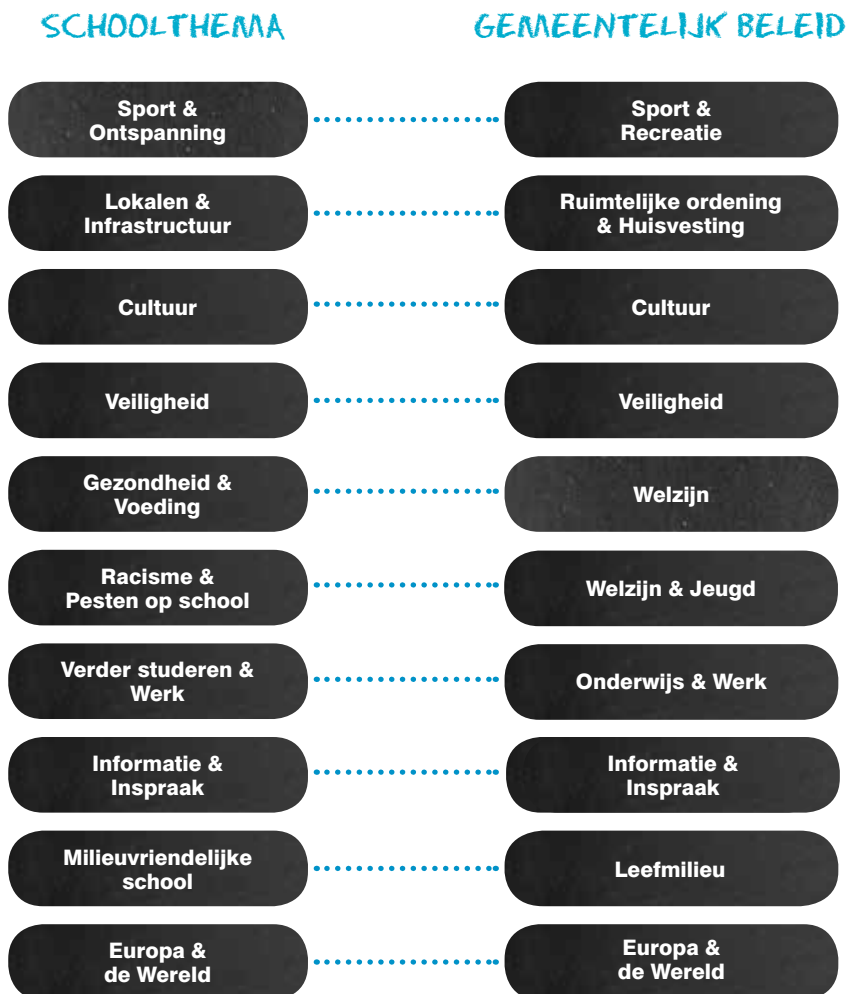 SCHOOLTHEMA
GEMEENTELIJK BELEID
Sport &
Ontspanning
Sport &
Recreatie
Lokalen &
Infrastructuur
Ruimtelijke ordening
& Huisvesting
Cultuur
Cultuur
Veiligheid
Veiligheid
Gezondheid &
Voeding
Welzijn
Racisme &
Pesten op school
Welzijn & Jeugd
Verder studeren &
Werk
Onderwijs & Werk
Informatie &
Inspraak
Informatie &
Inspraak
Milieuvriendelijke
school
Leefmilieu
Europa &
de Wereld
Europa &
de Wereld